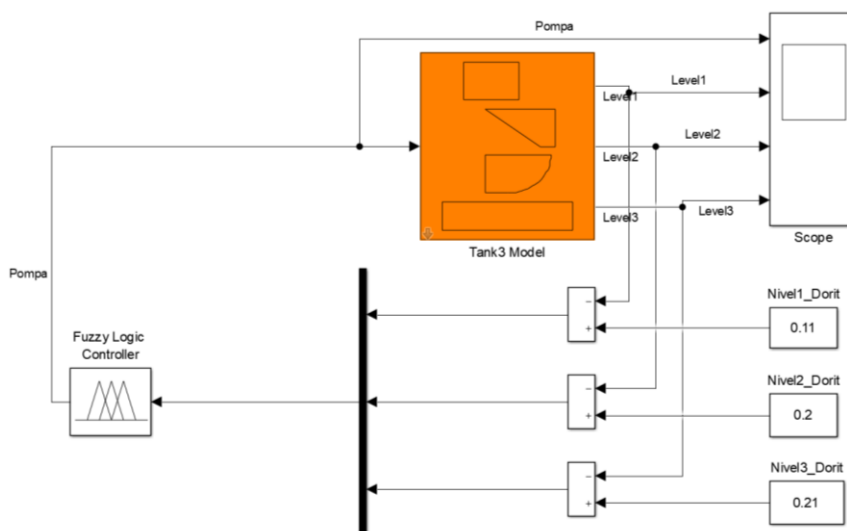 Pompa
Level1
Level1
Level2
Level2
Level3
Level3
Scope
Tank3 Model
Pompa
Fuzzy Logic
Controller
−
+
Nivel1_Dorit
0.11
−
+
Nivel2_Dorit
0.2
−
+
Nivel3_Dorit
0.21